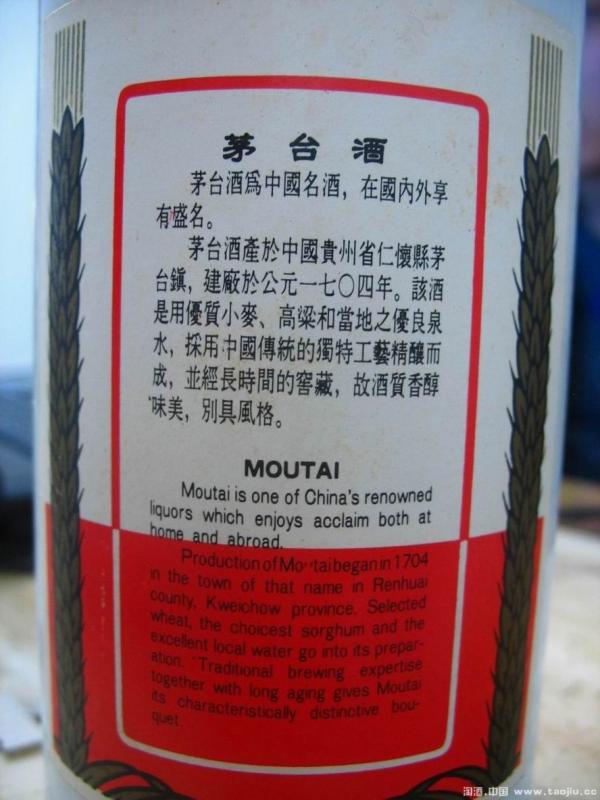 茅台酒
茅台酒爲中國名酒，在國內外享
有盛名。
茅台酒產於中國貴州省仁懷縣茅
台鎮，建廠於公元一七〇四年。該酒
是用優質小麥、高粱和當地之優良泉
水，採用中國傳統的獨特工藝精釀而
成，並經長時間的窖藏，故酒質香醇
味美，別具風格。
MOUTAI
Moutai is one of China's renowned
liquors which enjoys acclaim both at
home and abroad.
Production of Moutai began in 1704
in the town of that name in Renhuai
county, Kweichow province. Selected
wheat, the choicest sorghum and the
excellent local water go into its prepar-
ation. Traditional brewing expertise
together with long aging gives Moutai
its characteristically distinctive bou-
quet.
淘酒.中国 www.taojiu.cc